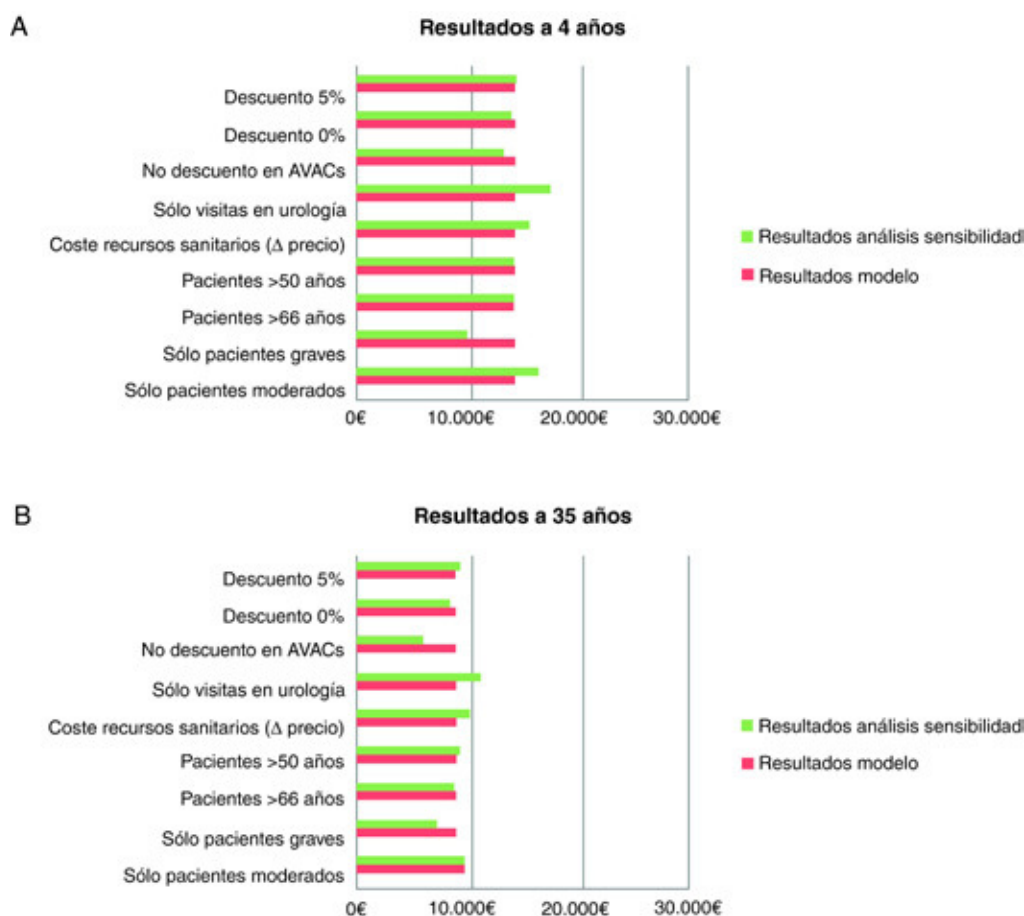 A
Resultados a 4 años
Descuento 5%
Descuento 0%
No descuento en AVACs
Sólo visitas en urología
Coste recursos sanitarios (Δ precio)
Pacientes >50 años
Pacientes >66 años
Sólo pacientes graves
Sólo pacientes moderados
0€ 10.000€ 20.000€ 30.000€
Resultados análisis sensibilidadl
Resultados modelo
B
Resultados a 35 años
Descuento 5%
Descuento 0%
No descuento en AVACs
Sólo visitas en urología
Coste recursos sanitarios (Δ precio)
Pacientes >50 años
Pacientes >66 años
Sólo pacientes graves
Sólo pacientes moderados
0€ 10.000€ 20.000€ 30.000€
Resultados análisis sensibilidadl
Resultados modelo